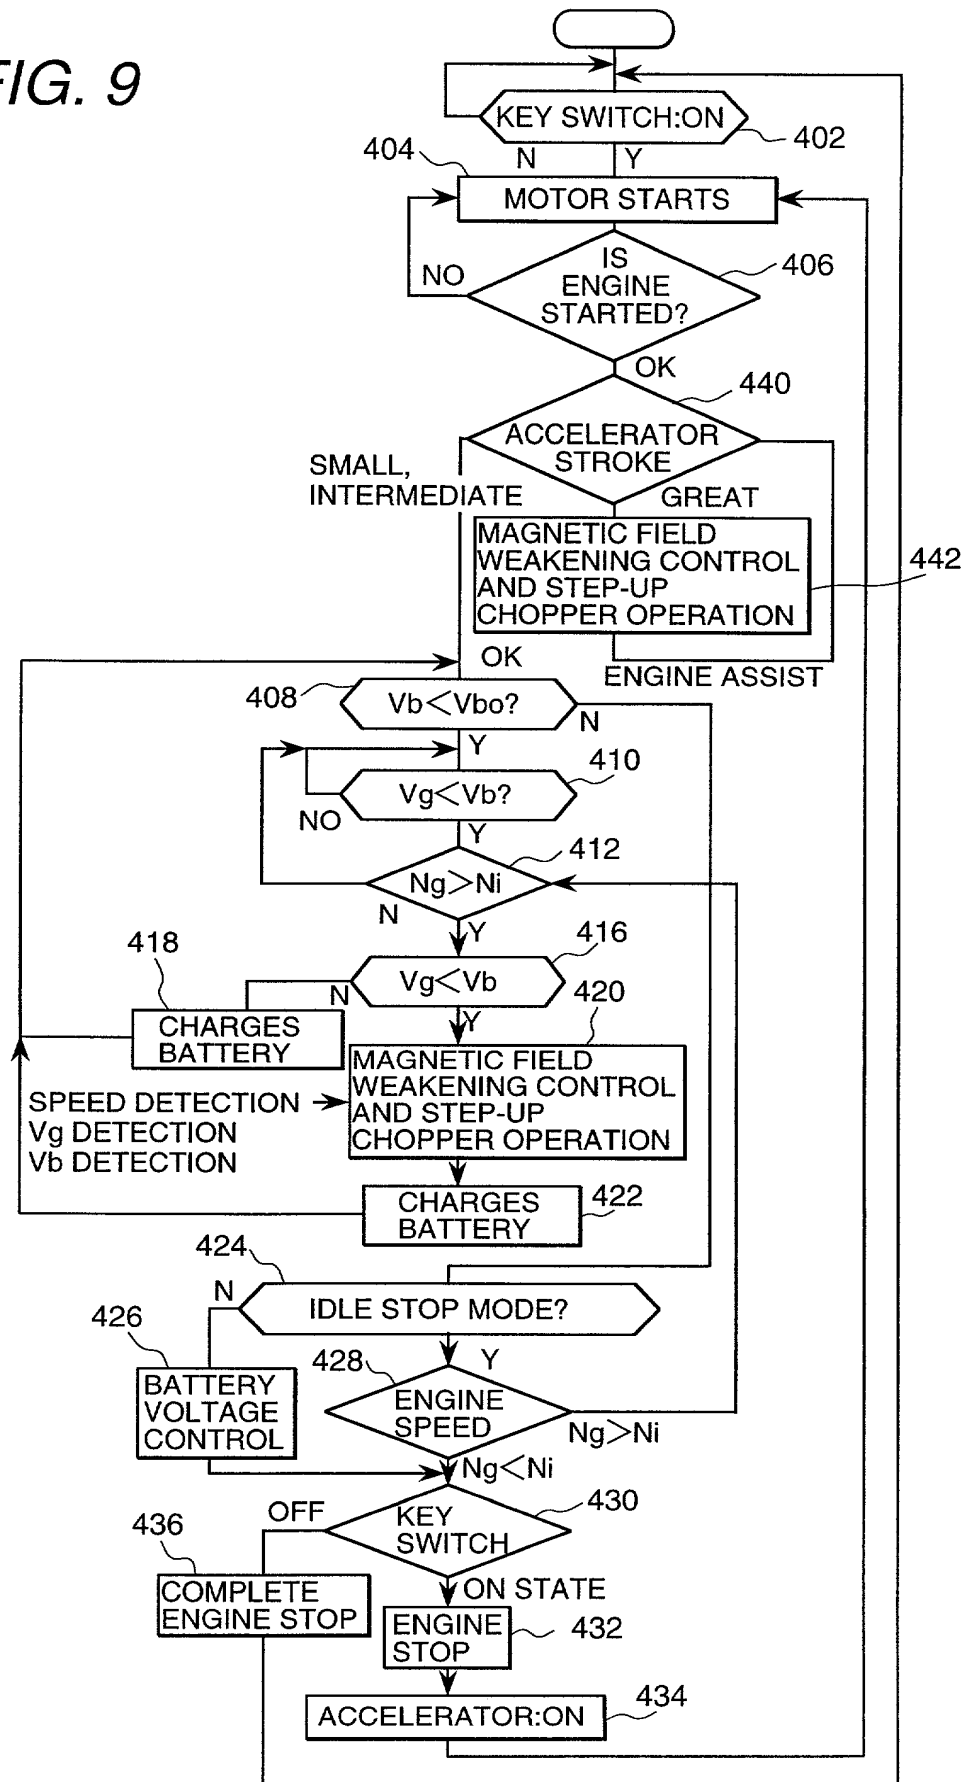 FIG. 9
KEY SWITCH:ON
402
N
Y
404
MOTOR STARTS
IS
ENGINE
STARTED?
406
NO
OK
440
ACCELERATOR
STROKE
SMALL,
INTERMEDIATE
GREAT
MAGNETIC FIELD
WEAKENING CONTROL
AND STEP-UP
CHOPPER OPERATION
442
OK
ENGINE ASSIST
408
Vb<Vbo?
N
Y
410
Vg<Vb?
NO
Y
412
Ng>Ni
N
Y
416
418
Vg<Vb
N
Y
420
CHARGES
BATTERY
MAGNETIC FIELD
WEAKENING CONTROL
AND STEP-UP
CHOPPER OPERATION
SPEED DETECTION
Vg DETECTION
Vb DETECTION
CHARGES
BATTERY
422
424
N
IDLE STOP MODE?
426
Y
428
BATTERY
VOLTAGE
CONTROL
ENGINE
SPEED
Ng>Ni
Ng<Ni
OFF
KEY
SWITCH
430
436
COMPLETE
ENGINE STOP
ON STATE
ENGINE
STOP
432
ACCELERATOR:ON
434